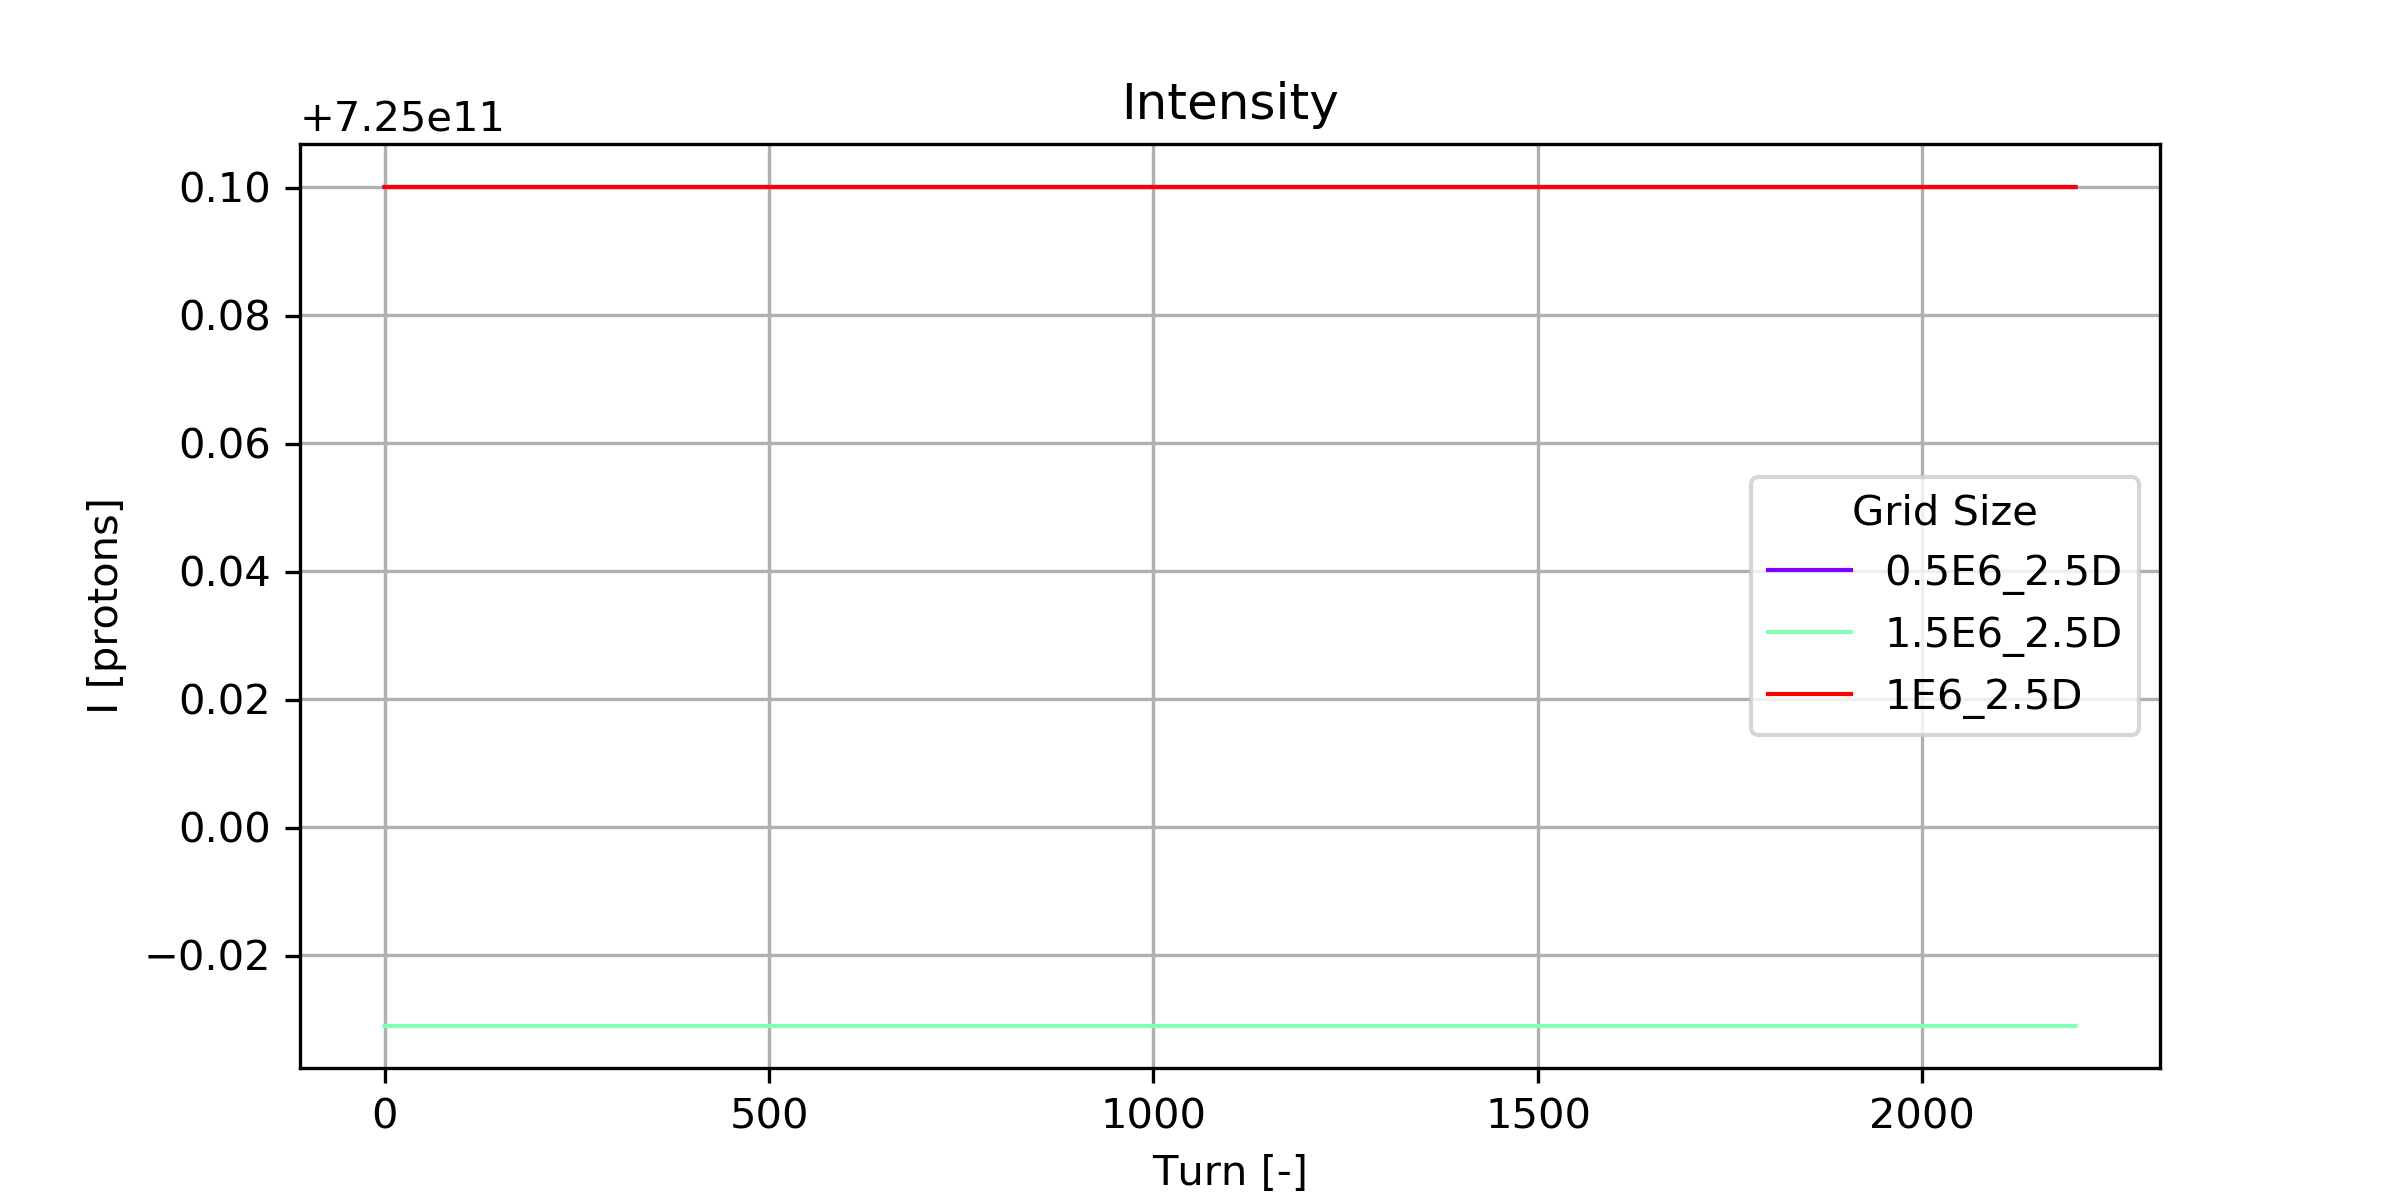 Intensity
+7.25e11
0.10
0.08
0.06
0.04
0.02
0.00
−0.02
I [protons]
Grid Size
0.5E6_2.5D
1.5E6_2.5D
1E6_2.5D
0 500 1000 1500 2000
Turn [-]